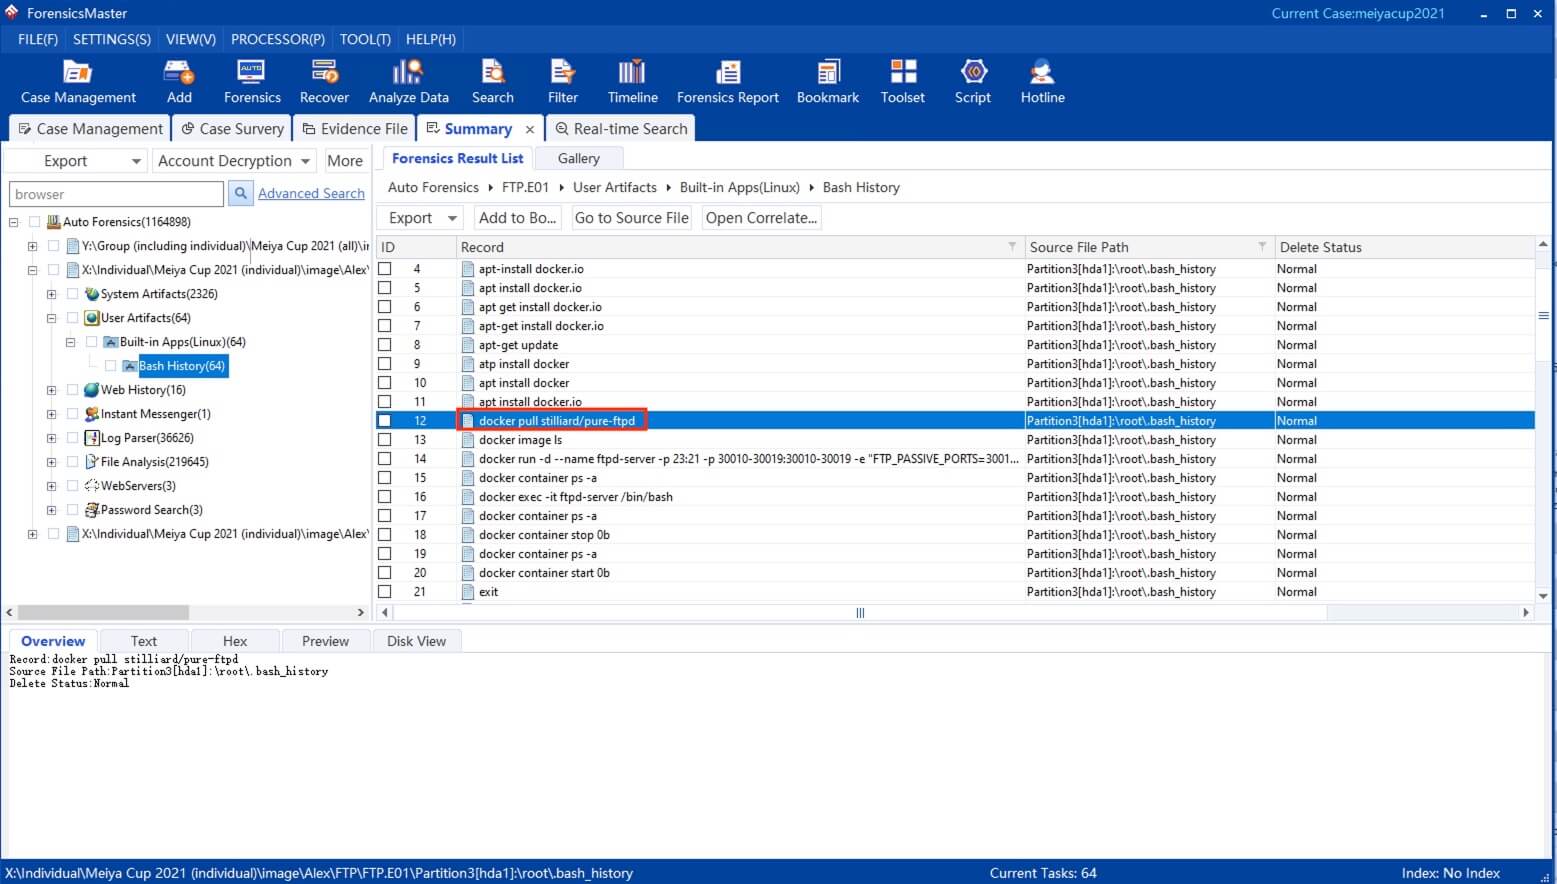 ForensicsMaster
Current Case:meiyacup2021
FILE(F) SETTINGS(S) VIEW(V) PROCESSOR(P) TOOL(T) HELP(H)
Case Management Add Forensics Recover Analyze Data Search Filter Timeline Forensics Report Bookmark Toolset Script Hotline
AUTO
Case Management Case Survery Evidence File Summary Real-time Search
Export Account Decryption More
browser Advanced Search
Auto Forensics(1164898)
Y:\Group (including individual)\Meiya Cup 2021 (all)\ir
X:\Individual\Meiya Cup 2021 (individual)\image\Alex\
System Artifacts(2326)
User Artifacts(64)
Built-in Apps(Linux)(64)
Bash History(64)
Web History(16)
Instant Messenger(1)
Log Parser(36626)
File Analysis(219645)
WebServers(3)
Password Search(3)
X:\Individual\Meiya Cup 2021 (individual)\image\Alex\
Forensics Result List Gallery
Auto Forensics FTP.E01 User Artifacts Built-in Apps(Linux) Bash History
Export Add to Bo... Go to Source File Open Correlate...
ID Record Source File Path Delete Status
4 apt-install docker.io Partition3[hda1]:\root\.bash_history Normal
5 apt install docker.io Partition3[hda1]:\root\.bash_history Normal
6 apt get install docker.io Partition3[hda1]:\root\.bash_history Normal
7 apt-get install docker.io Partition3[hda1]:\root\.bash_history Normal
8 apt-get update Partition3[hda1]:\root\.bash_history Normal
9 atp install docker Partition3[hda1]:\root\.bash_history Normal
10 apt install docker Partition3[hda1]:\root\.bash_history Normal
11 apt install docker.io Partition3[hda1]:\root\.bash_history Normal
12 docker pull stilliard/pure-ftpd Partition3[hda1]:\root\.bash_history Normal
13 docker image ls Partition3[hda1]:\root\.bash_history Normal
14 docker run -d --name ftpd-server -p 23:21 -p 30010-30019:30010-30019 -e "FTP_PASSIVE_PORTS=3001... Partition3[hda1]:\root\.bash_history Normal
15 docker container ps -a Partition3[hda1]:\root\.bash_history Normal
16 docker exec -it ftpd-server /bin/bash Partition3[hda1]:\root\.bash_history Normal
17 docker container ps -a Partition3[hda1]:\root\.bash_history Normal
18 docker container stop 0b Partition3[hda1]:\root\.bash_history Normal
19 docker container ps -a Partition3[hda1]:\root\.bash_history Normal
20 docker container start 0b Partition3[hda1]:\root\.bash_history Normal
21 exit Partition3[hda1]:\root\.bash_history Normal
Overview Text Hex Preview Disk View
Record:docker pull stilliard/pure-ftpd
Source File Path:Partition3[hda1]:\root\.bash_history
Delete Status:Normal
X:\Individual\Meiya Cup 2021 (individual)\image\Alex\FTP\FTP.E01\Partition3[hda1]:\root\.bash_history Current Tasks: 64 Index: No Index